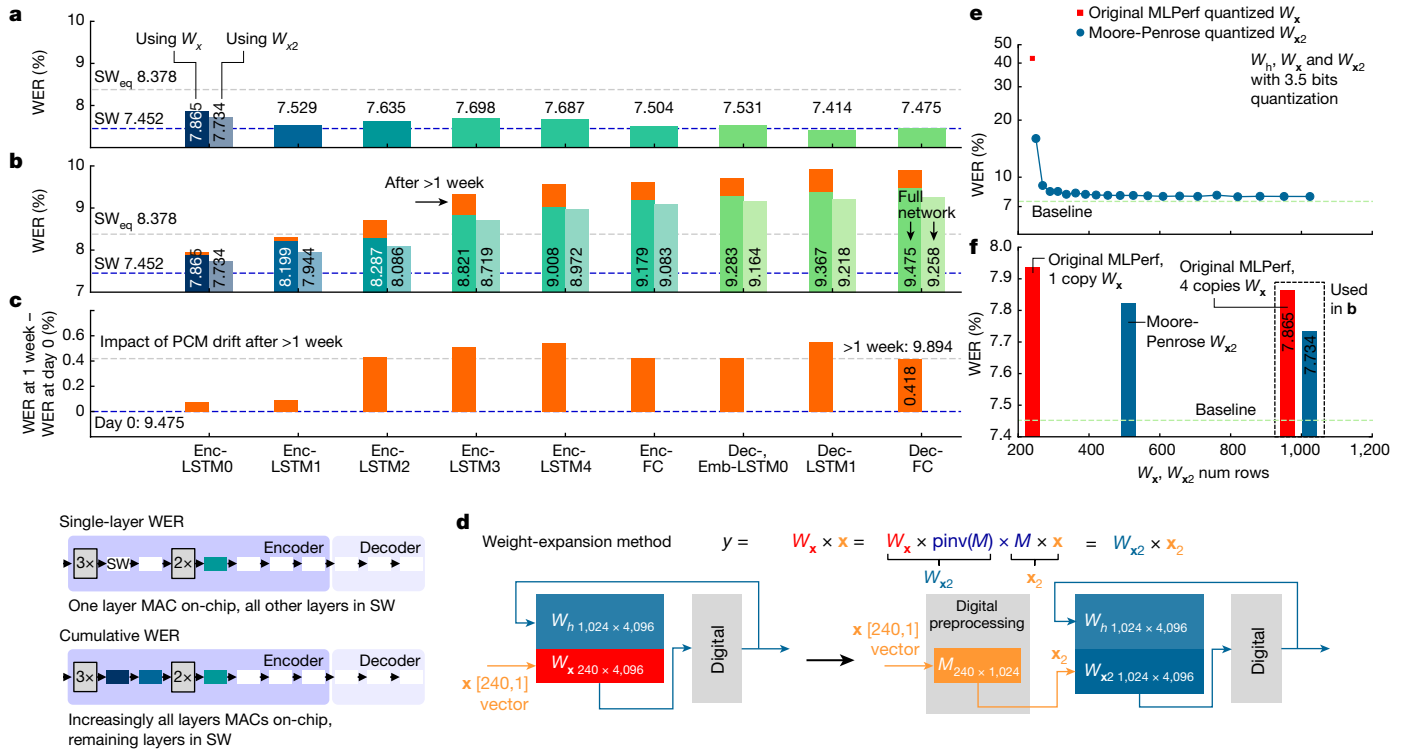 a
WER (%)
10
9
8
7
Using Wx
Using Wx2
SWeq 8.378
SW 7.452
7.865
7.734
7.529
7.635
7.698
7.687
7.504
7.531
7.414
7.475
b
WER (%)
10
9
8
7
After >1 week
SWeq 8.378
SW 7.452
Full
network
7.865
7.734
8.199
7.944
8.287
8.086
8.821
8.719
9.008
8.972
9.179
9.083
9.283
9.164
9.367
9.218
9.475
9.258
c
WER at 1 week –
WER at day 0 (%)
0.6
0.4
0.2
0
Impact of PCM drift after >1 week
>1 week: 9.894
0.418
Day 0: 9.475
Enc-
LSTM0
Enc-
LSTM1
Enc-
LSTM2
Enc-
LSTM3
Enc-
LSTM4
Enc-
FC
Dec-,
Emb-LSTM0
Dec-
LSTM1
Dec-
FC
e
Original MLPerf quantized Wx
Moore-Penrose quantized Wx2
WER (%)
50
40
30
20
10
7
Wh, Wx and Wx2
with 3.5 bits
quantization
Baseline
f
WER (%)
8.0
7.9
7.8
7.7
7.6
7.5
7.4
Original MLPerf,
1 copy Wx
Original MLPerf,
4 copies Wx
Used
in b
Moore-
Penrose Wx2
7.865
7.734
Baseline
200 400 600 800 1,000 1,200
Wx, Wx2 num rows
Single-layer WER
Encoder
Decoder
3×
SW
2×
One layer MAC on-chip, all other layers in SW
Cumulative WER
Encoder
Decoder
3×
2×
Increasingly all layers MACs on-chip,
remaining layers in SW
d
Weight-expansion method
y = Wx × x = Wx × pinv(M) × M × x = Wx2 × x2
Wx2
x2
Wh 1,024 × 4,096
Wx 240 × 4,096
Digital
x [240,1]
vector
Digital
preprocessing
x [240,1]
vector
M240 × 1,024
x2
Wh 1,024 × 4,096
Wx2 1,024 × 4,096
Digital